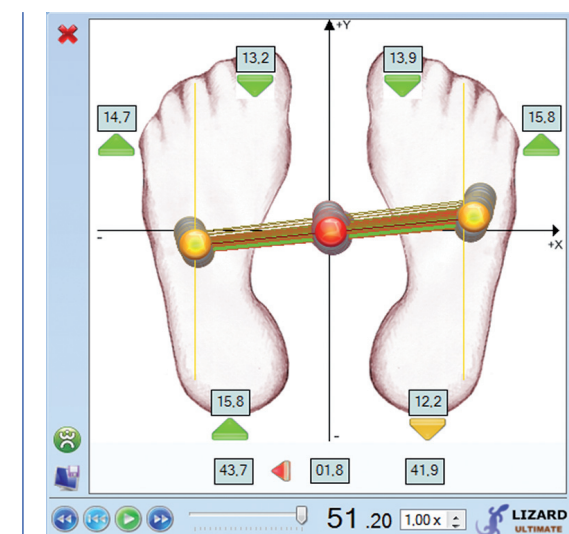 +Y
13,2
13,9
14,7
15,8
-
+X
15,8
12,2
-
43,7
01,8
41,9
51 .20
1,00 x
LIZARD
ULTIMATE